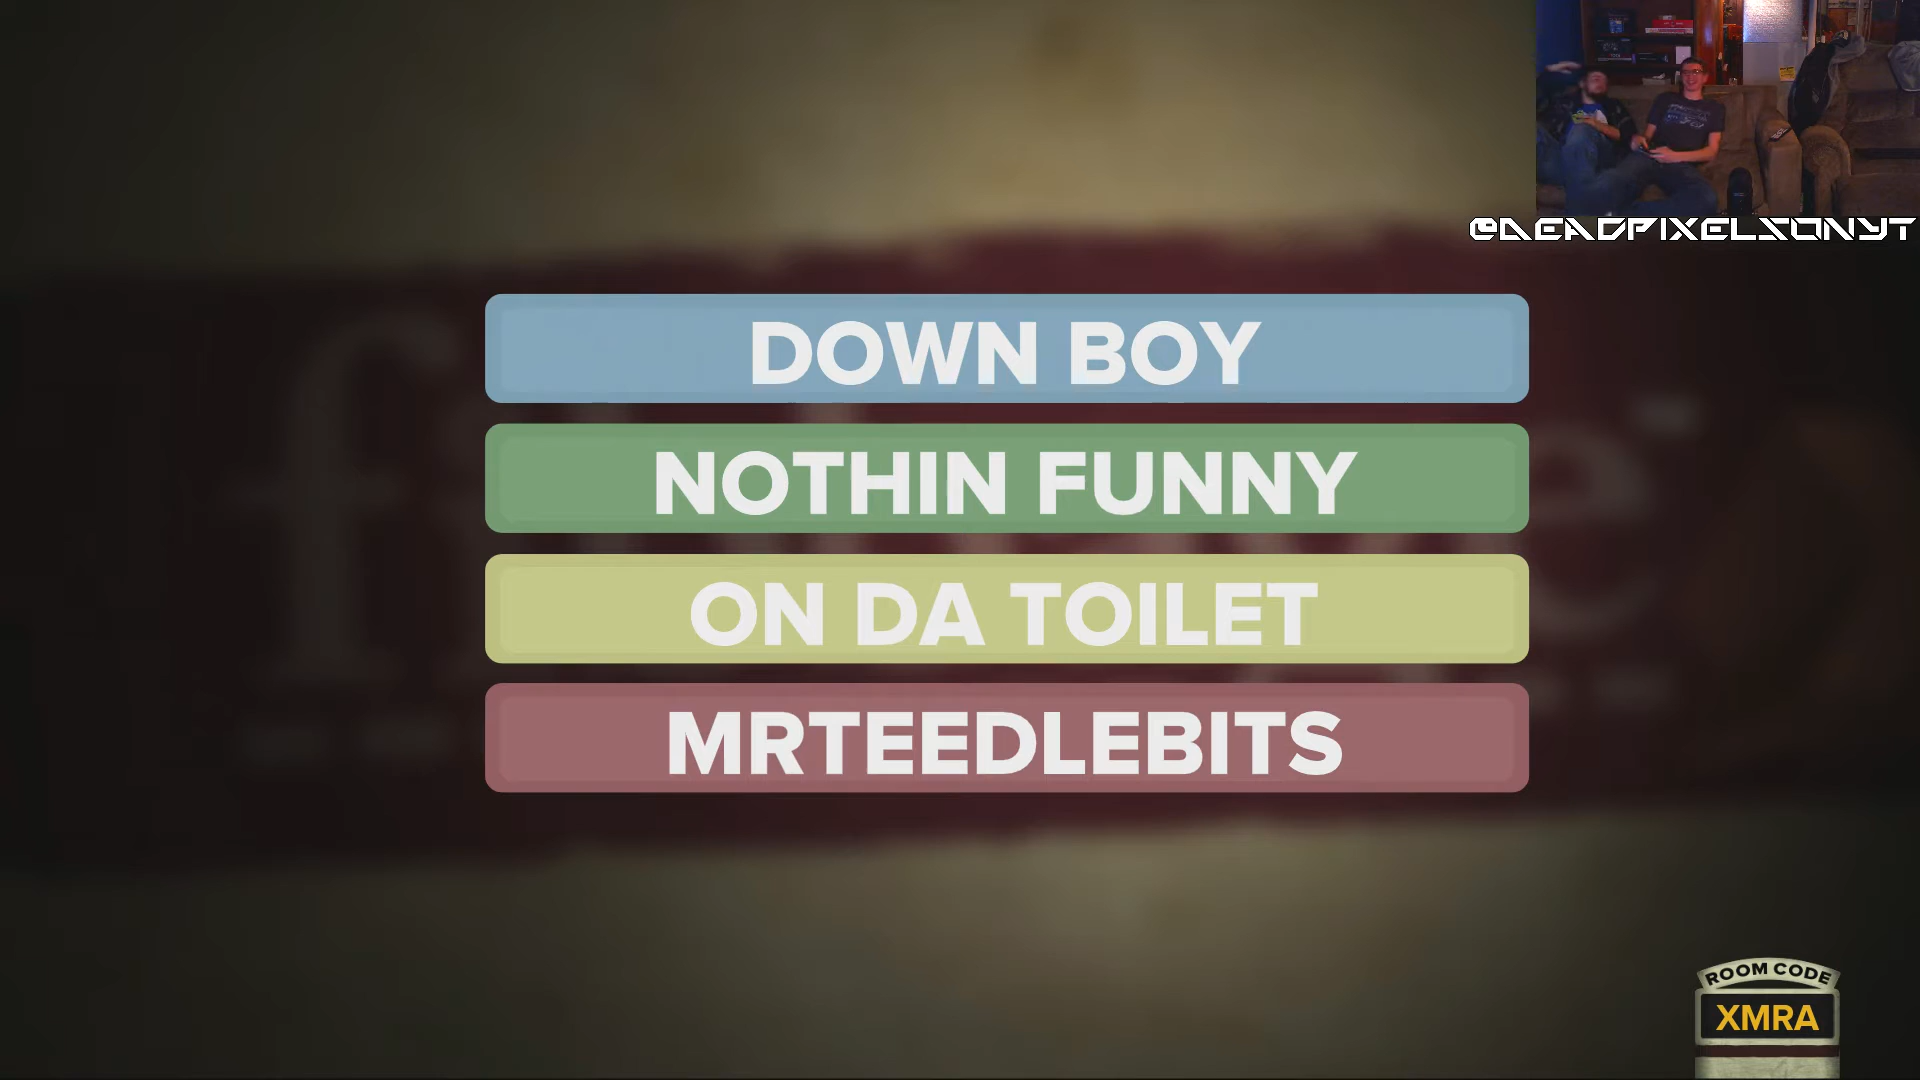 @DEADPIXELSONYT
DOWN BOY
NOTHIN FUNNY
ON DA TOILET
MRTEEDLEBITS
ROOM CODE
XMRA